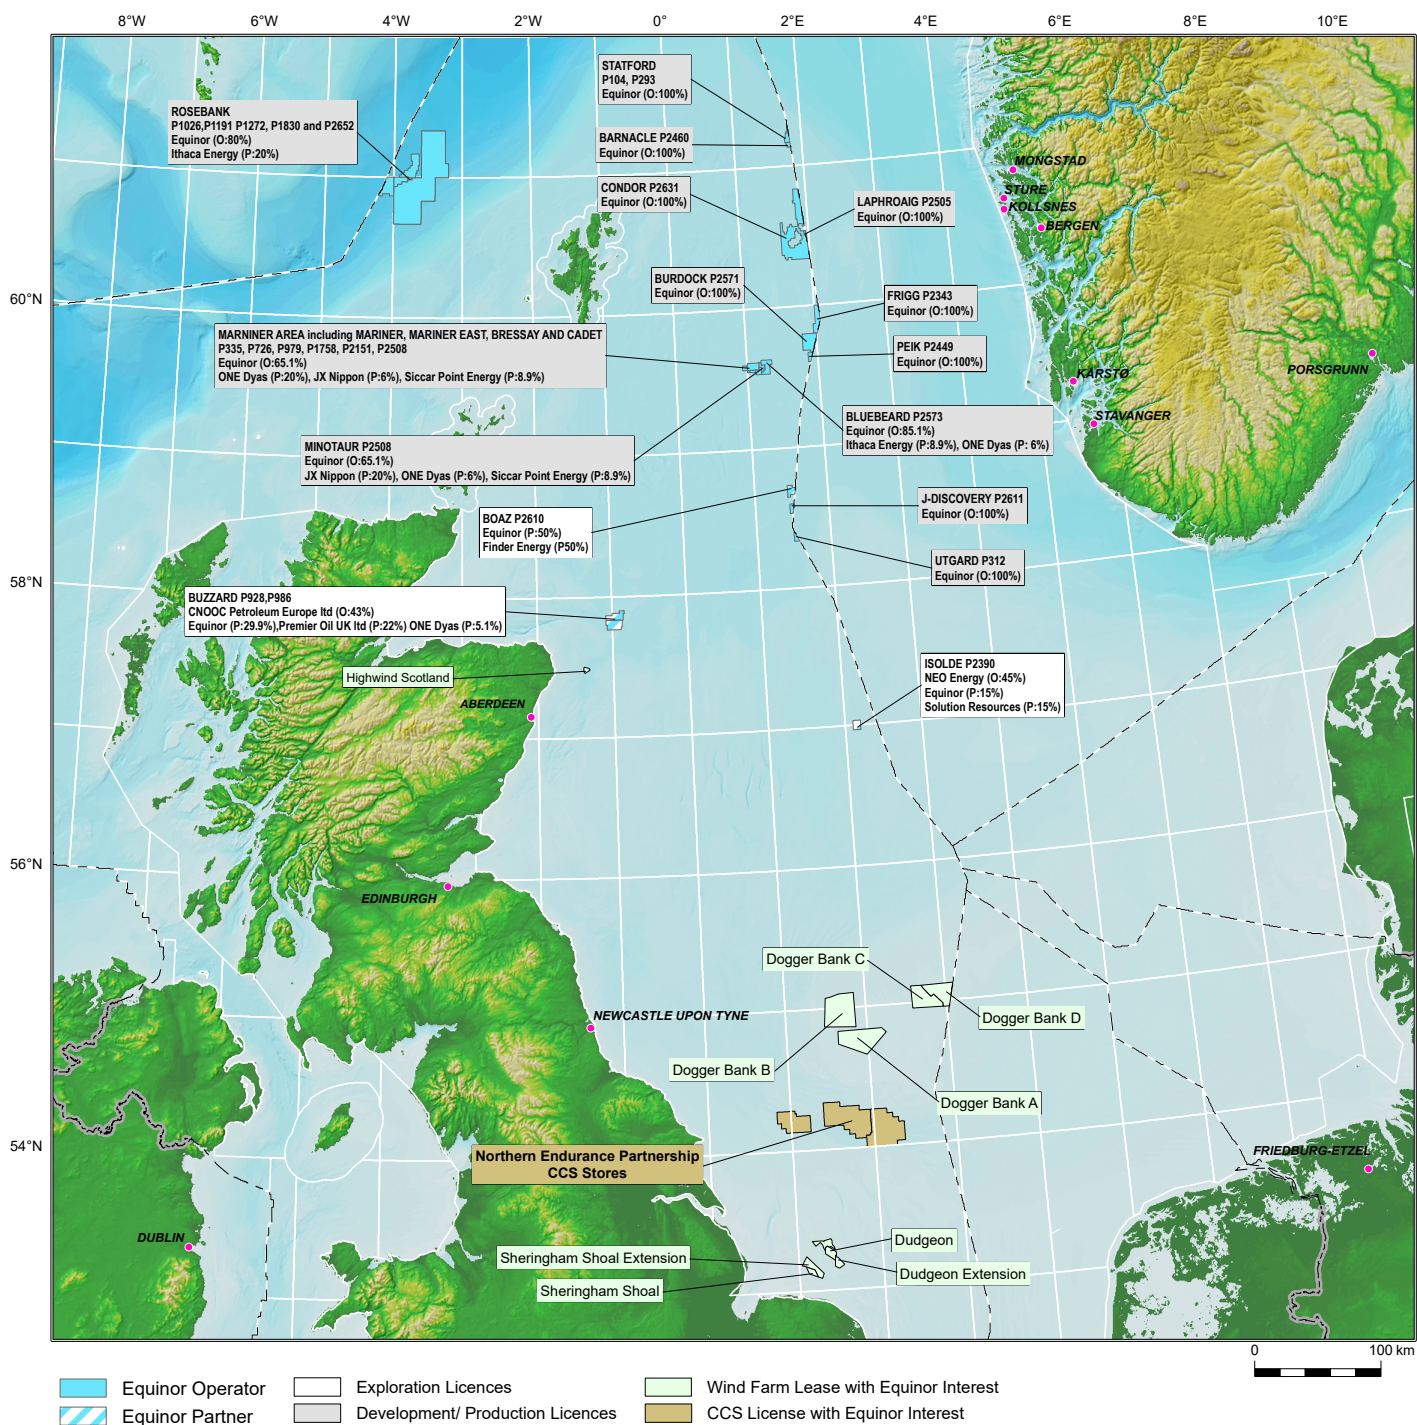 8°W
6°W
4°W
2°W
0°
2°E
4°E
6°E
8°E
10°E
STATFORD
P104, P293
Equinor (O:100%)
ROSEBANK
P1026,P1191 P1272, P1830 and P2652
Equinor (O:80%)
Ithaca Energy (P:20%)
BARNACLE P2460
Equinor (O:100%)
MONGSTAD
CONDOR P2631
Equinor (O:100%)
LAPHROAIG P2505
Equinor (O:100%)
STURE
KOLLSNES
BERGEN
BURDOCK P2571
Equinor (O:100%)
60°N
FRIGG P2343
Equinor (O:100%)
MARNINER AREA including MARINER, MARINER EAST, BRESSAY AND CADET
P335, P726, P979, P1758, P2151, P2508
Equinor (O:65.1%)
ONE Dyas (P:20%), JX Nippon (P:6%), Siccar Point Energy (P:8.9%)
PEIK P2449
Equinor (O:100%)
PORSGRUNN
KÅRSTØ
STAVANGER
BLUEBEARD P2573
Equinor (O:85.1%)
Ithaca Energy (P:8.9%), ONE Dyas (P: 6%)
MINOTAUR P2508
Equinor (O:65.1%)
JX Nippon (P:20%), ONE Dyas (P:6%), Siccar Point Energy (P:8.9%)
J-DISCOVERY P2611
Equinor (O:100%)
BOAZ P2610
Equinor (P:50%)
Finder Energy (P50%)
UTGARD P312
Equinor (O:100%)
58°N
BUZZARD P928,P986
CNOOC Petroleum Europe ltd (O:43%)
Equinor (P:29.9%),Premier Oil UK ltd (P:22%) ONE Dyas (P:5.1%)
Highwind Scotland
ISOLDE P2390
NEO Energy (O:45%)
Equinor (P:15%)
Solution Resources (P:15%)
ABERDEEN
56°N
EDINBURGH
Dogger Bank C
Dogger Bank D
NEWCASTLE UPON TYNE
Dogger Bank B
Dogger Bank A
54°N
Northern Endurance Partnership
CCS Stores
FRIEDBURG-ETZEL
DUBLIN
Dudgeon
Sheringham Shoal Extension
Dudgeon Extension
Sheringham Shoal
0
100 km
Equinor Operator
Exploration Licences
Wind Farm Lease with Equinor Interest
Equinor Partner
Development/ Production Licences
CCS License with Equinor Interest